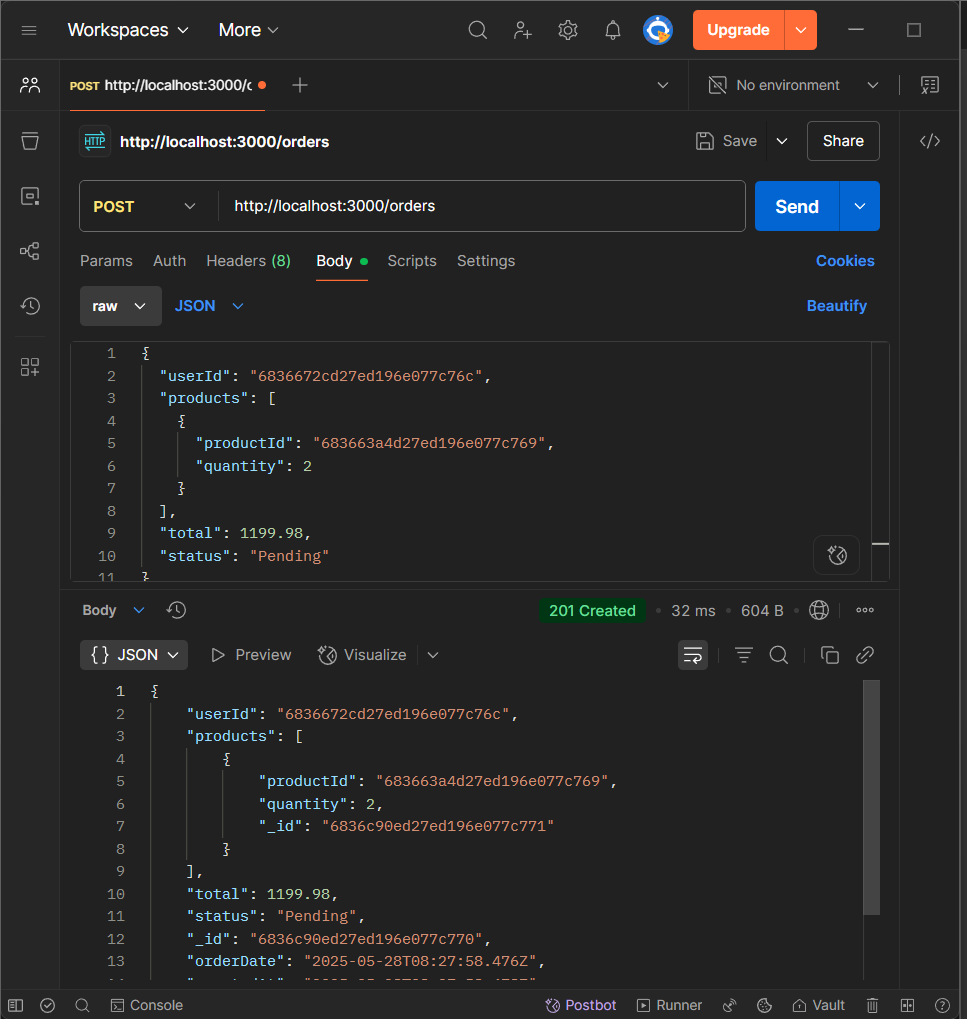 Workspaces More Upgrade
POST http://localhost:3000/c No environment
HTTP http://localhost:3000/orders Save Share
POST http://localhost:3000/orders Send
Params Auth Headers (8) Body Scripts Settings Cookies
raw JSON Beautify
1 {
2 "userId": "6836672cd27ed196e077c76c",
3 "products": [
4 {
5 "productId": "683663a4d27ed196e077c769",
6 "quantity": 2
7 }
8 ],
9 "total": 1199.98,
10 "status": "Pending"
11 }
Body 201 Created 32 ms 604 B
{} JSON Preview Visualize
1 {
2 "userId": "6836672cd27ed196e077c76c",
3 "products": [
4 {
5 "productId": "683663a4d27ed196e077c769",
6 "quantity": 2,
7 "_id": "6836c90ed27ed196e077c771"
8 }
9 ],
10 "total": 1199.98,
11 "status": "Pending",
12 "_id": "6836c90ed27ed196e077c770",
13 "orderDate": "2025-05-28T08:27:58.476Z",
Console Postbot Runner Vault